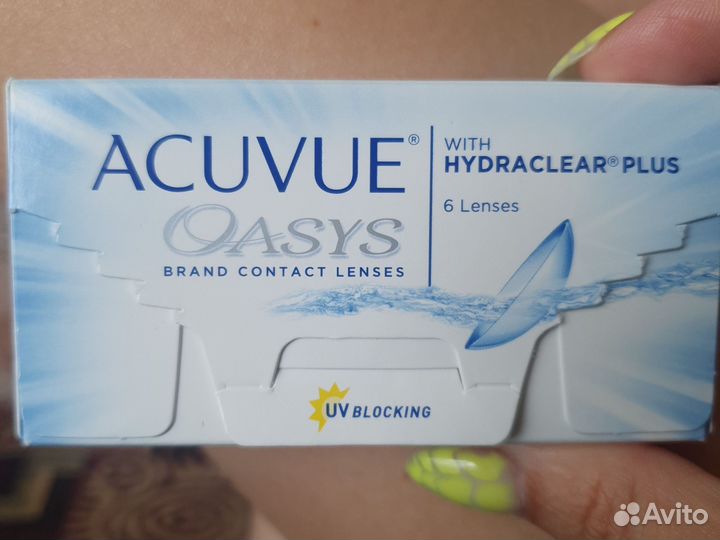 ACUVUE®
OASYS
BRAND CONTACT LENSES
WITH
HYDRACLEAR® PLUS
6 Lenses
UV BLOCKING
Avito